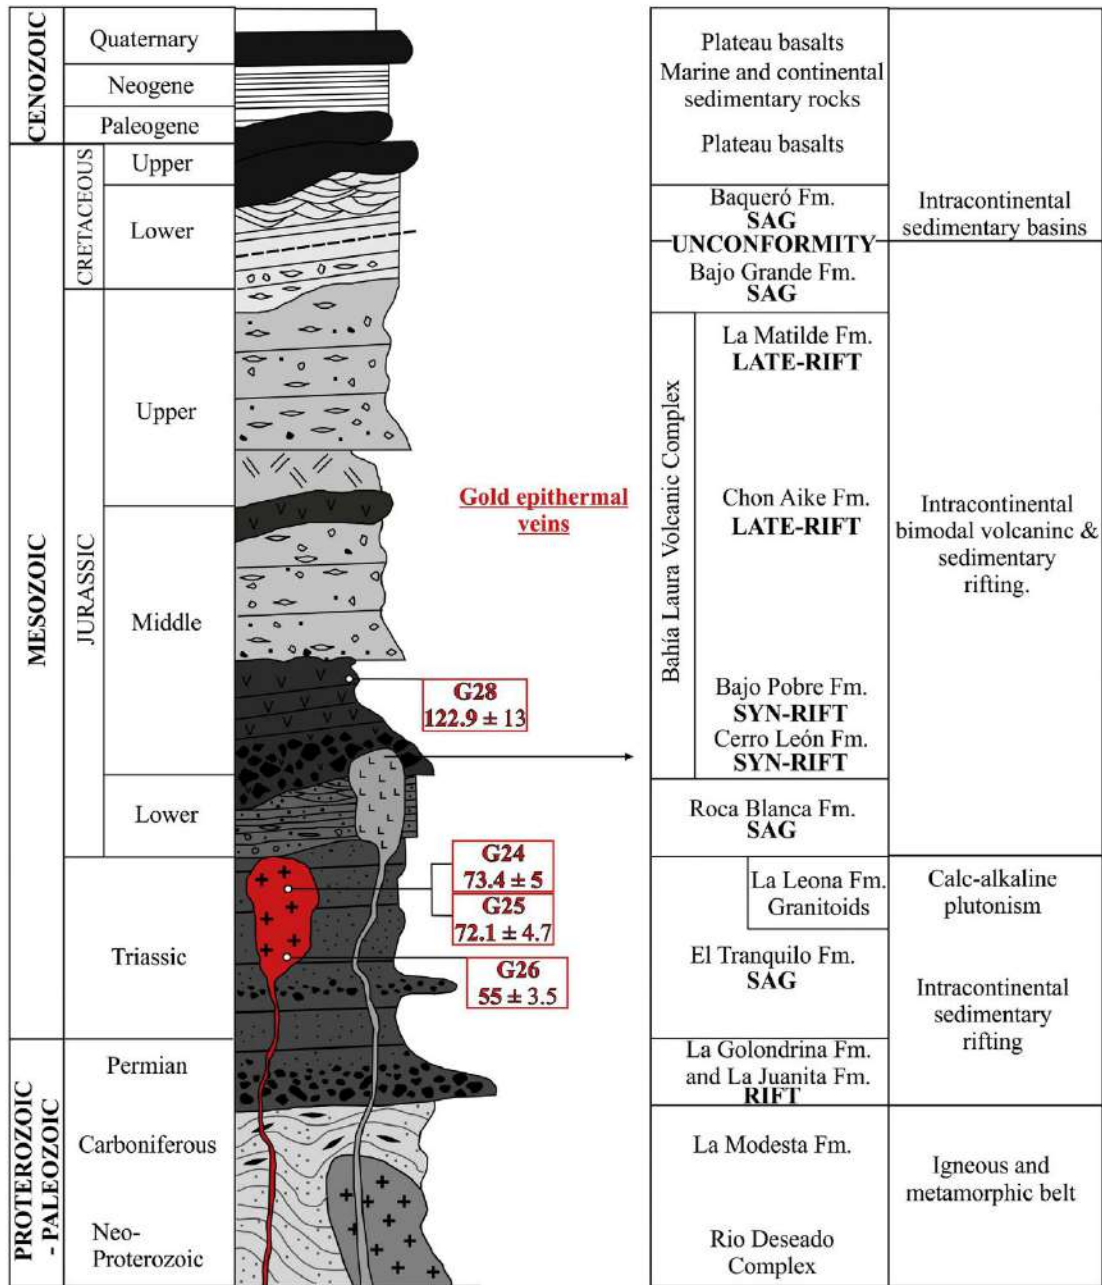 CENOZOIC
Quaternary
Neogene
Paleogene
MESOZOIC
CRETACEOUS
Upper
Lower
JURASSIC
Upper
Middle
Lower
Triassic
PROTEROZOIC
- PALEOZOIC
Permian
Carboniferous
Neo-
Proterozoic
G28
122.9 ± 13
G24
73.4 ± 5
G25
72.1 ± 4.7
G26
55 ± 3.5
Gold epithermal
veins
Plateau basalts
Marine and continental
sedimentary rocks
Plateau basalts
Baqueró Fm.
SAG
UNCONFORMITY
Bajo Grande Fm.
SAG
Bahía Laura Volcanic Complex
La Matilde Fm.
LATE-RIFT
Chon Aike Fm.
LATE-RIFT
Bajo Pobre Fm.
SYN-RIFT
Cerro León Fm.
SYN-RIFT
Roca Blanca Fm.
SAG
La Leona Fm.
Granitoids
El Tranquilo Fm.
SAG
La Golondrina Fm.
and La Juanita Fm.
RIFT
La Modesta Fm.
Rio Deseado
Complex
Intracontinental
sedimentary basins
Intracontinental
bimodal volcaninc &
sedimentary
rifting.
Calc-alkaline
plutonism
Intracontinental
sedimentary
rifting
Igneous and
metamorphic belt